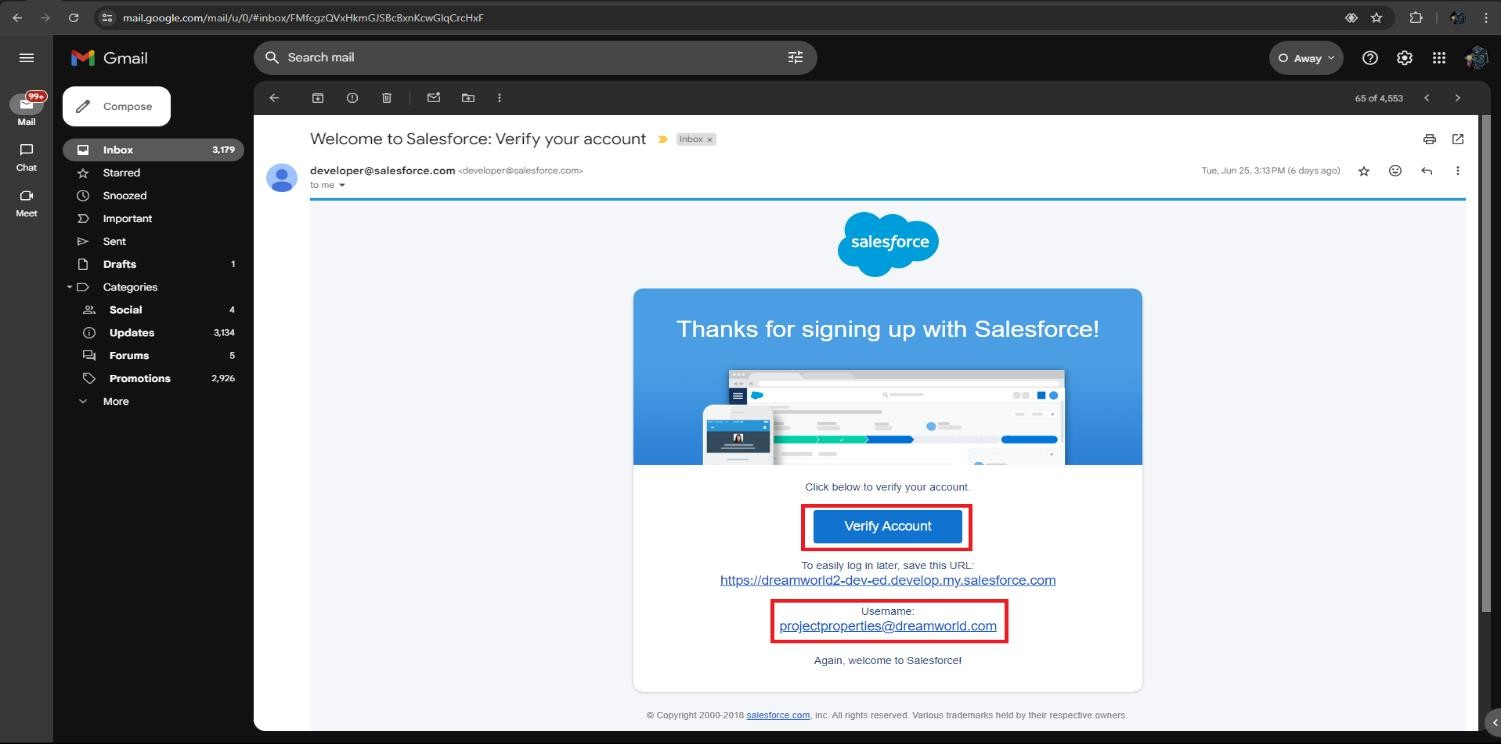 mail.google.com/mail/u/0/#inbox/FMfcgzQVxHkmGJSBcBxnKcwGlqCrcHxF
Gmail
Search mail
Away
99+
Mail
Chat
Meet
Compose
Inbox 3,179
Starred
Snoozed
Important
Sent
Drafts 1
Categories
Social 4
Updates 3,134
Forums 5
Promotions 2,926
More
65 of 4,553
Welcome to Salesforce: Verify your account Inbox ×
developer@salesforce.com <developer@salesforce.com> Tue, Jun 25, 3:13 PM (6 days ago)
to me
salesforce
Thanks for signing up with Salesforce!
Click below to verify your account.
Verify Account
To easily log in later, save this URL:
https://dreamworld2-dev-ed.develop.my.salesforce.com
Username:
projectproperties@dreamworld.com
Again, welcome to Salesforce!
© Copyright 2000-2018 salesforce.com, inc. All rights reserved. Various trademarks held by their respective owners.